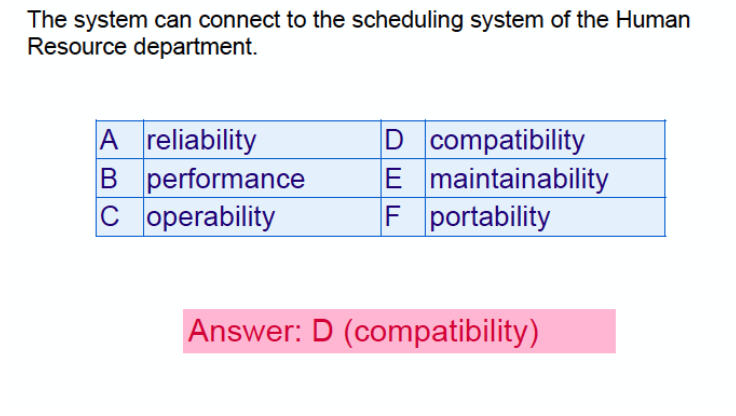 The system can connect to the scheduling system of the Human
Resource department.
A reliability D compatibility
B performance E maintainability
C operability F portability
Answer: D (compatibility)